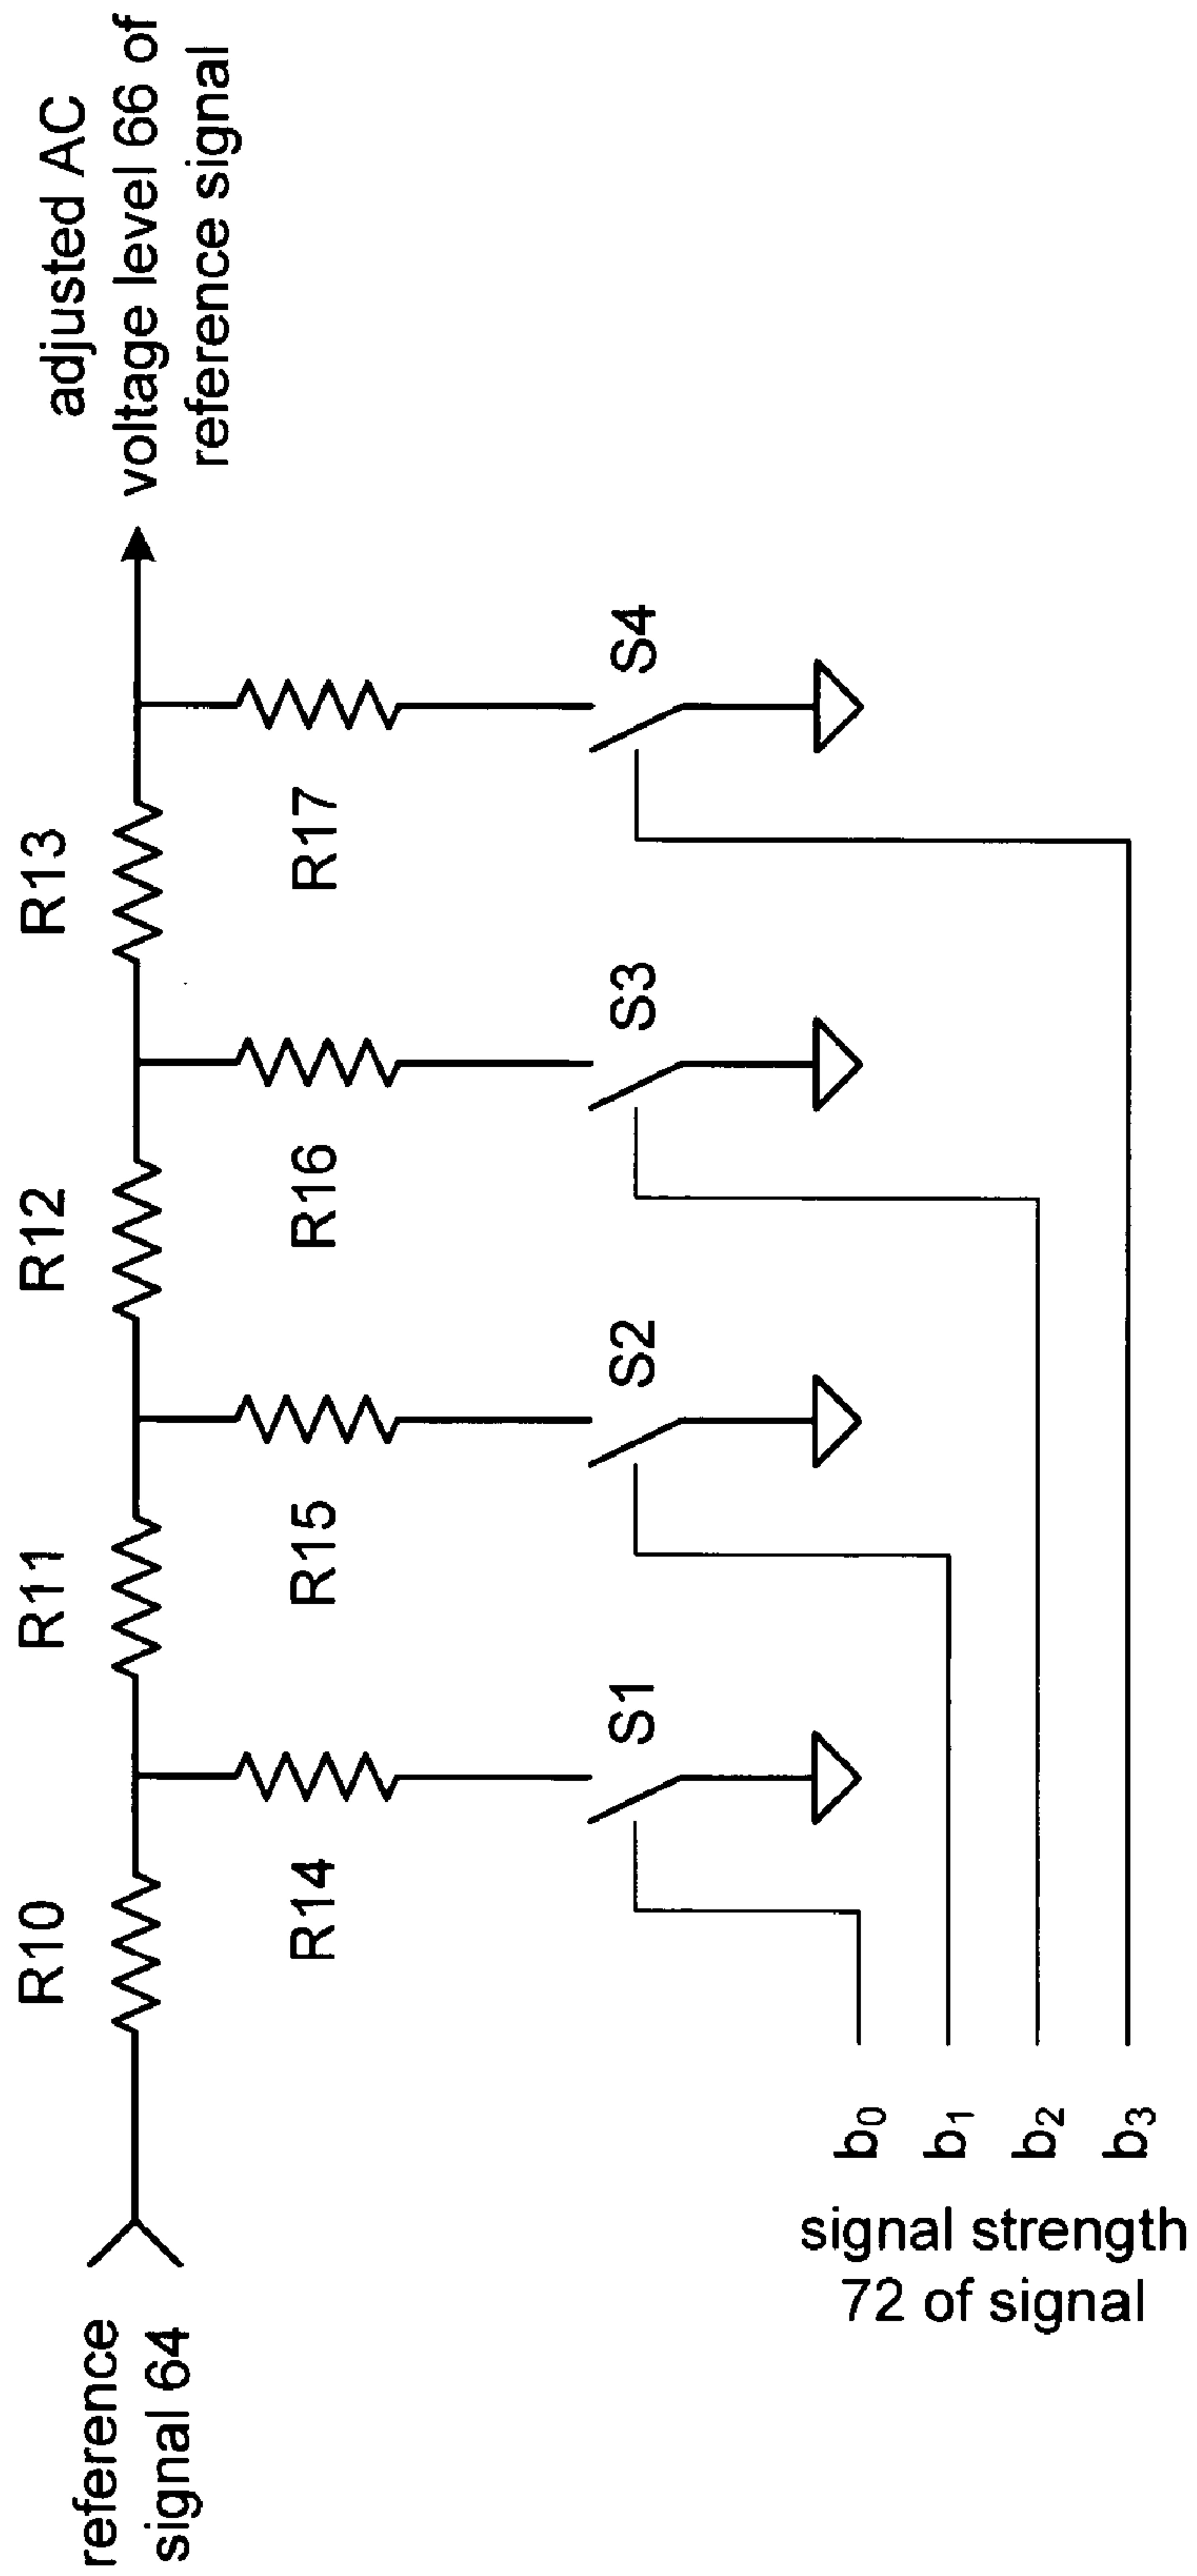 R10
R11
R12
R13
adjusted AC
voltage level 66 of
reference signal
reference
signal 64
R14
R15
R16
R17
S1
S2
S3
S4
b₀
b₁
b₂
b₃
signal strength
72 of signal